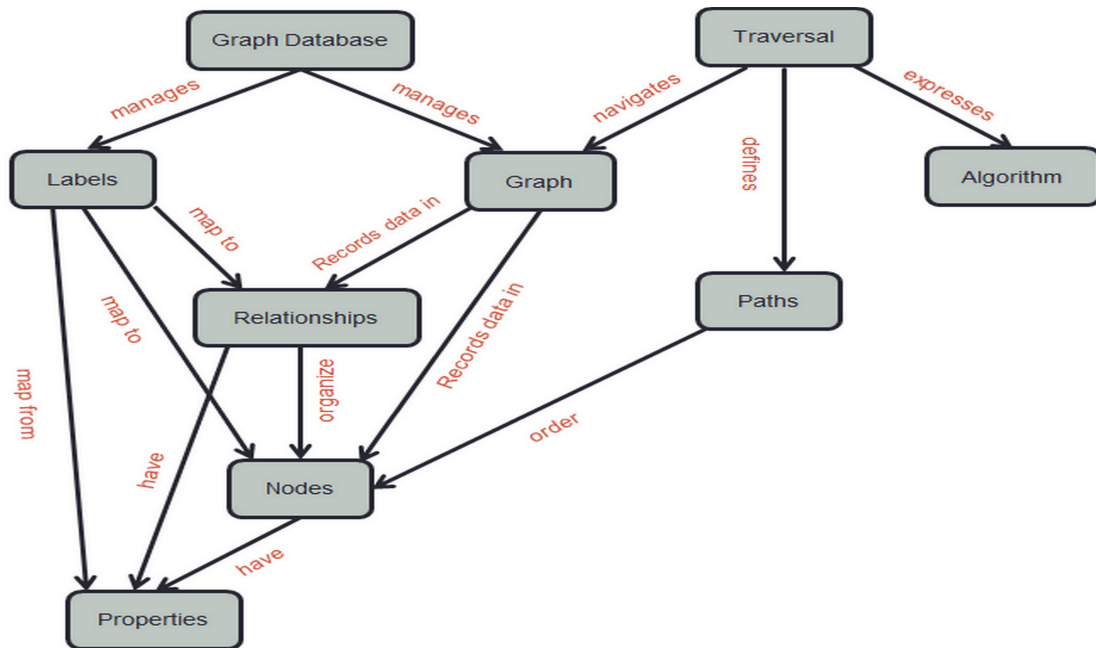 Graph Database
Traversal
manages
manages
navigates
expresses
defines
Labels
Graph
Algorithm
map to
Records data in
Relationships
Paths
map to
Records data in
map from
organize
order
have
Nodes
have
Properties